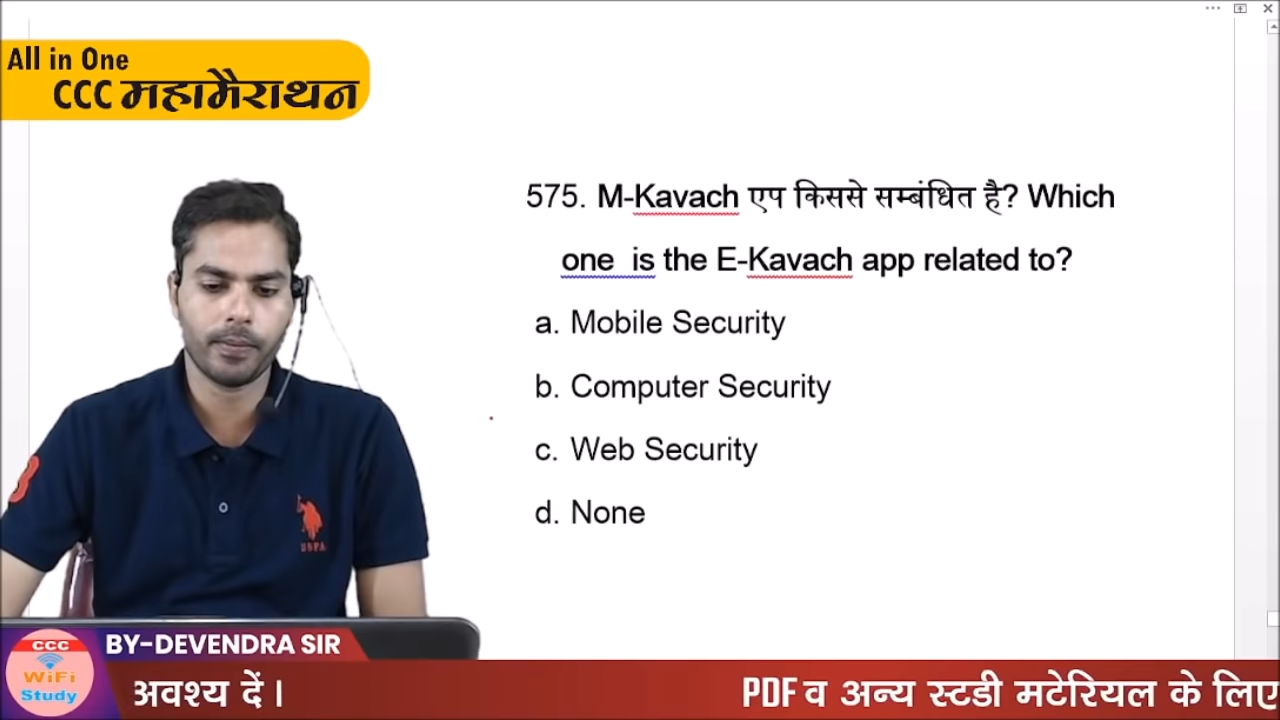 All in One
CCC महामैराथन
575. M-Kavach एप किससे सम्बंधित है? Which
one is the E-Kavach app related to?
a. Mobile Security
b. Computer Security
c. Web Security
d. None
USPA
BY-DEVENDRA SIR
CCC
WiFi
Study
अवश्य दें।
PDF व अन्य स्टडी मटेरियल के लिए